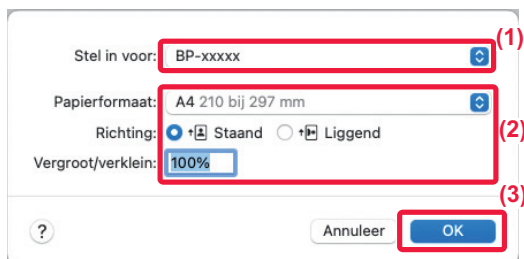 (1)
Stel in voor: BP-xxxxx
Papierformaat: A4 210 bij 297 mm
Richting: Staand Liggend (2)
Vergroot/verklein: 100%
(3)
? Annuleer OK